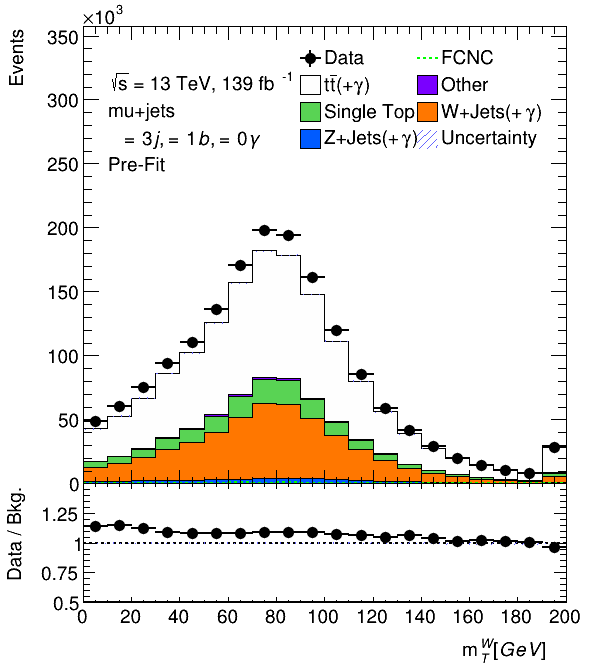 ×10³
Events
350
300
250
200
150
100
50
0
√s = 13 TeV, 139 fb⁻¹
mu+jets
= 3j, = 1b, = 0γ
Pre-Fit
Data
FCNC
tt̄(+γ)
Other
Single Top
W+Jets(+γ)
Z+Jets(+γ)
Uncertainty
Data / Bkg.
1.25
1
0.75
0.5
0 20 40 60 80 100 120 140 160 180 200
m_T^W [GeV]